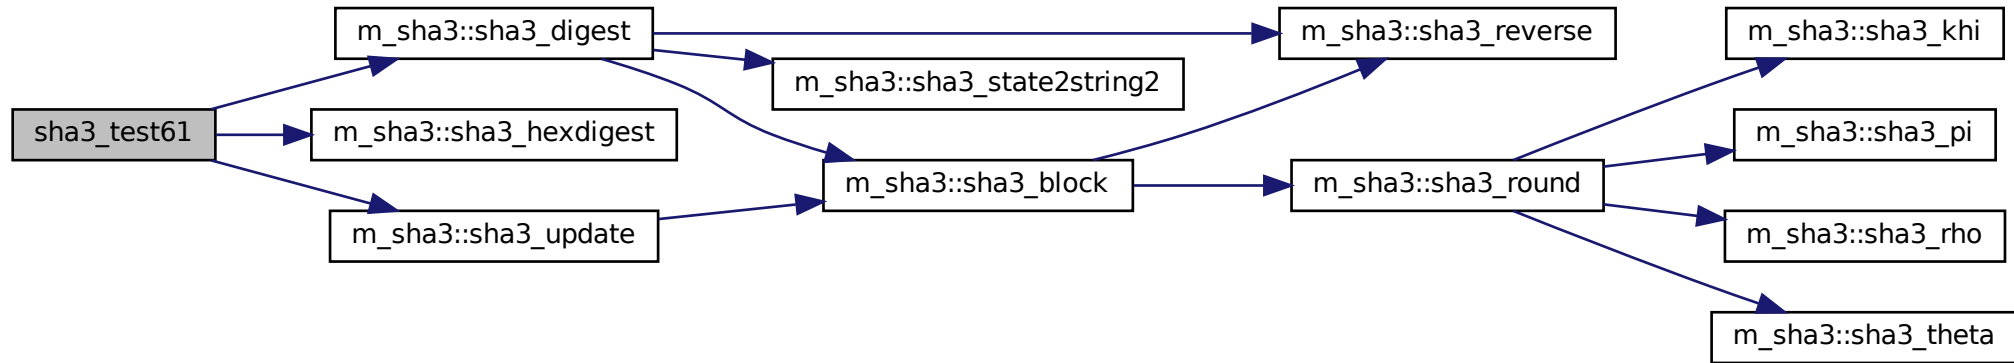 sha3_test61
m_sha3::sha3_digest
m_sha3::sha3_hexdigest
m_sha3::sha3_update
m_sha3::sha3_reverse
m_sha3::sha3_state2string2
m_sha3::sha3_block
m_sha3::sha3_round
m_sha3::sha3_khi
m_sha3::sha3_pi
m_sha3::sha3_rho
m_sha3::sha3_theta